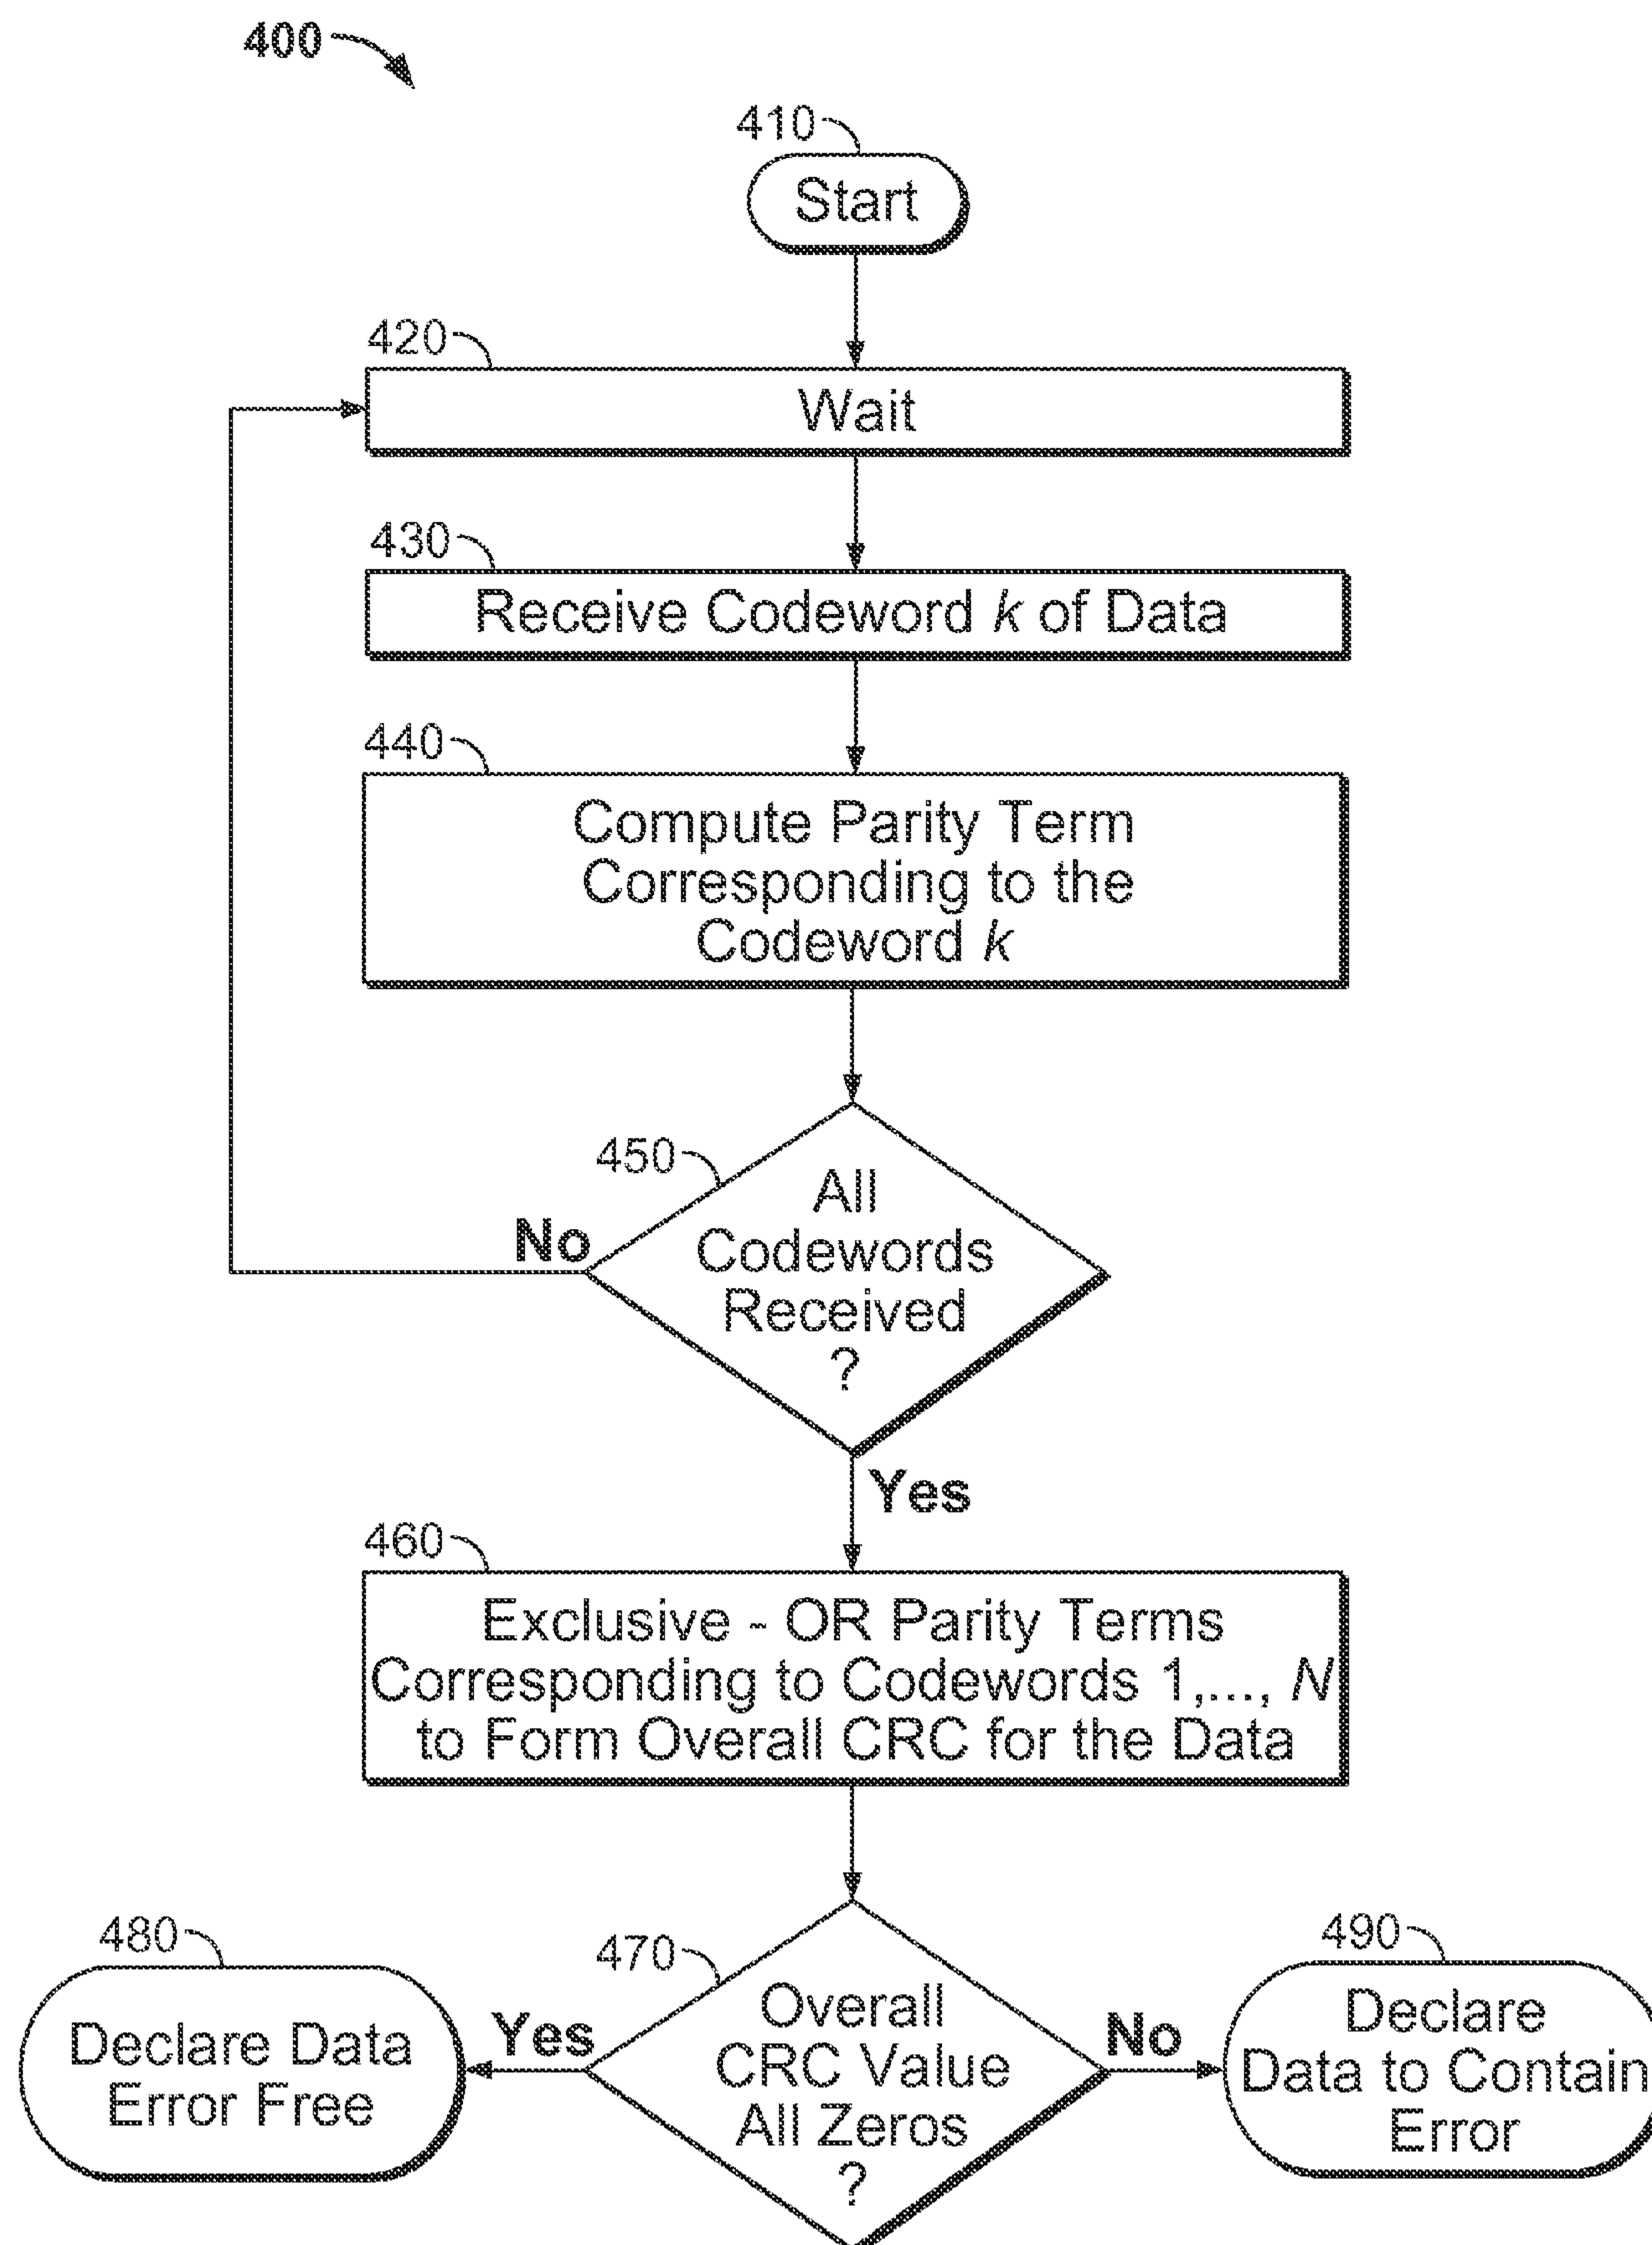 400
410
Start
420
Wait
430
Receive Codeword k of Data
440
Compute Parity Term
Corresponding to the
Codeword k
450
All
Codewords
Received
?
No
Yes
460
Exclusive - OR Parity Terms
Corresponding to Codewords 1,..., N
to Form Overall CRC for the Data
470
Overall
CRC Value
All Zeros
?
Yes
No
480
Declare Data
Error Free
490
Declare
Data to Contain
Error